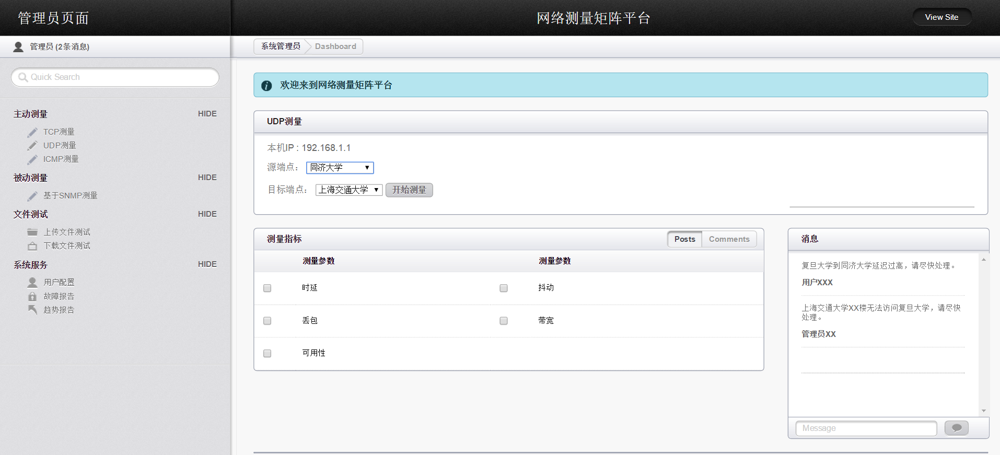 管理员页面
网络测量矩阵平台
View Site
管理员 (2条消息)
系统管理员
Dashboard
Quick Search
主动测量
HIDE
TCP测量
UDP测量
ICMP测量
被动测量
HIDE
基于SNMP测量
文件测试
HIDE
上传文件测试
下载文件测试
系统服务
HIDE
用户配置
故障报告
趋势报告
欢迎来到网络测量矩阵平台
UDP测量
本机IP : 192.168.1.1
源端点：
同济大学
目标端点：
上海交通大学
开始测量
测量指标
Posts
Comments
测量参数
测量参数
时延
抖动
丢包
带宽
可用性
消息
复旦大学到同济大学延迟过高，请尽快处理。
用户XXX
上海交通大学XX楼无法访问复旦大学，请尽快
处理。
管理员XX
Message